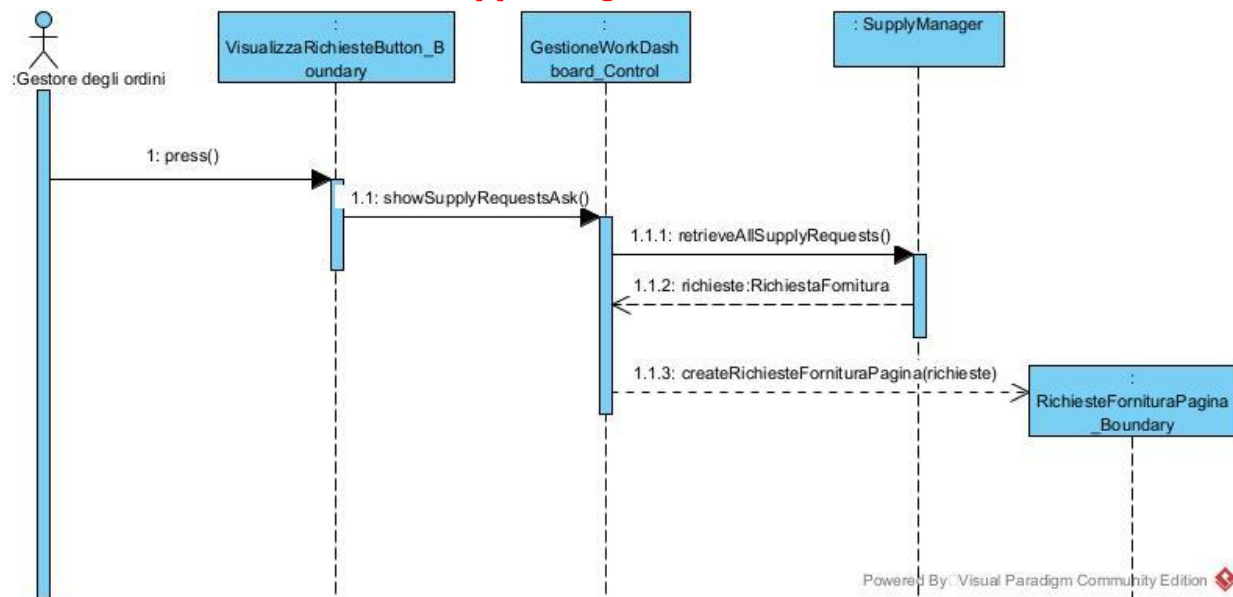 :
VisualizzaRichiesteButton_B
oundary
:
GestioneWorkDash
board_Control
: SupplyManager
:Gestore degli ordini
1: press()
1.1: showSupplyRequestsAsk()
1.1.1: retrieveAllSupplyRequests()
1.1.2: richieste:RichiestaFornitura
1.1.3: createRichiesteFornituraPagina(richieste)
:
RichiesteFornituraPagina
_Boundary
Powered By Visual Paradigm Community Edition